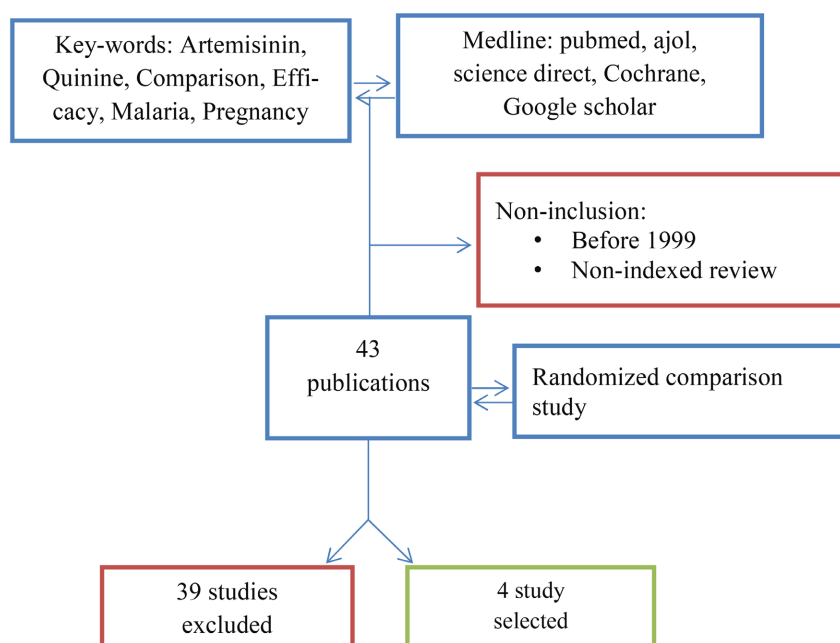 Key-words: Artemisinin,
Quinine, Comparison, Effi-
cacy, Malaria, Pregnancy
Medline: pubmed, ajol,
science direct, Cochrane,
Google scholar
Non-inclusion:
• Before 1999
• Non-indexed review
43
publications
Randomized comparison
study
39 studies
excluded
4 study
selected